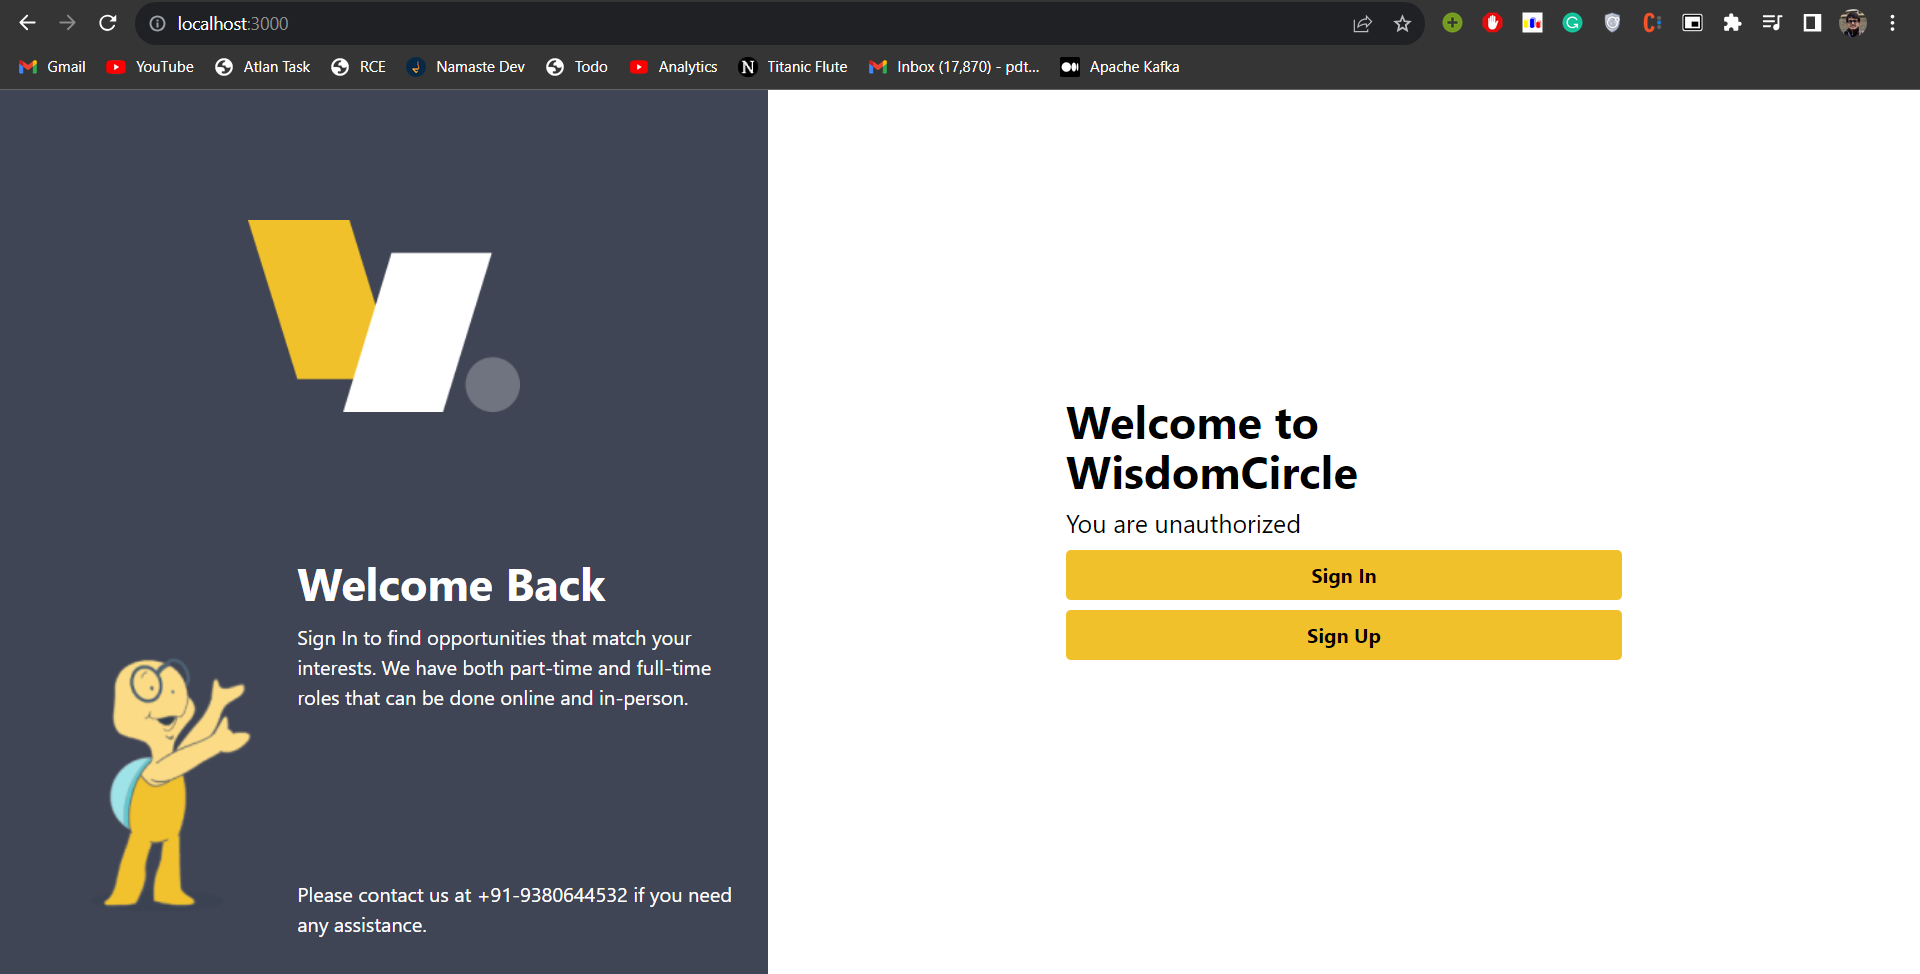 localhost:3000
Gmail YouTube Atlan Task RCE Namaste Dev Todo Analytics Titanic Flute Inbox (17,870) - pdt... Apache Kafka
Welcome Back
Sign In to find opportunities that match your
interests. We have both part-time and full-time
roles that can be done online and in-person.
Please contact us at +91-9380644532 if you need
any assistance.
Welcome to
WisdomCircle
You are unauthorized
Sign In
Sign Up